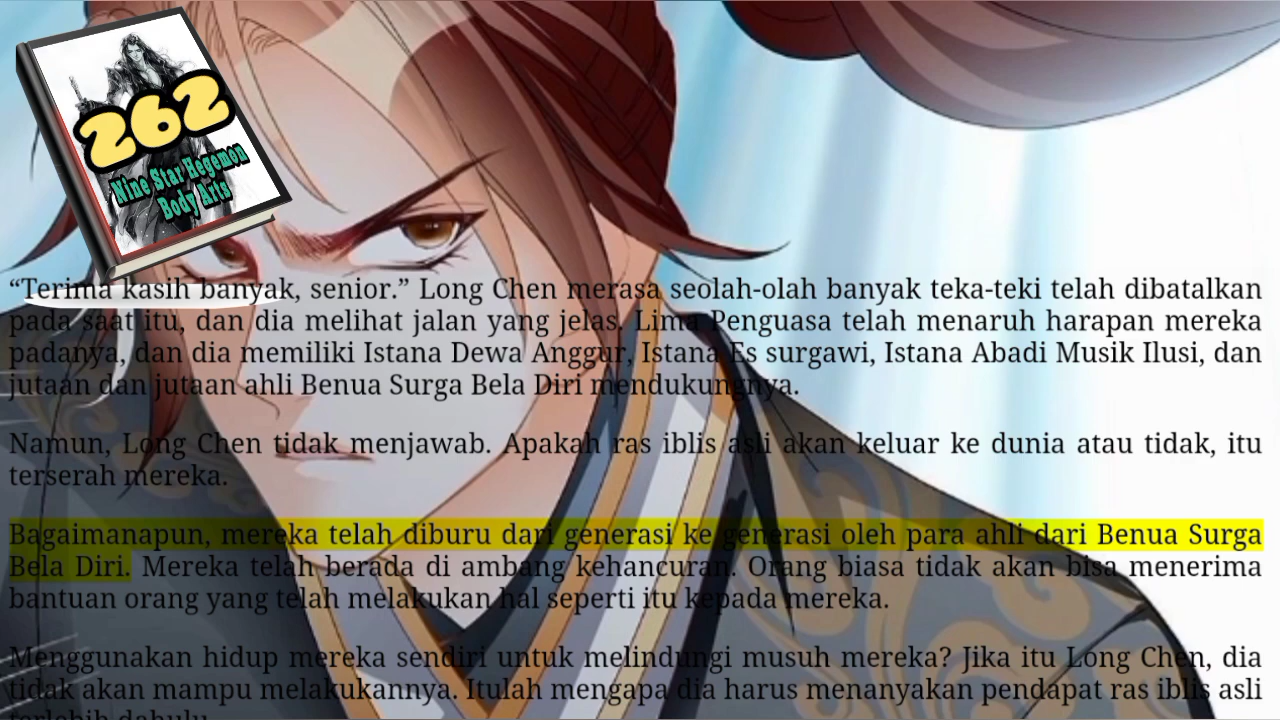 262
Nine Star Hegemon
Body Arts
“Terima kasih banyak, senior.” Long Chen merasa seolah-olah banyak teka-teki telah dibatalkan
pada saat itu, dan dia melihat jalan yang jelas. Lima Penguasa telah menaruh harapan mereka
padanya, dan dia memiliki Istana Dewa Anggur, Istana Es surgawi, Istana Abadi Musik Ilusi, dan
jutaan dan jutaan ahli Benua Surga Bela Diri mendukungnya.
Namun, Long Chen tidak menjawab. Apakah ras iblis asli akan keluar ke dunia atau tidak, itu
terserah mereka.
Bagaimanapun, mereka telah diburu dari generasi ke generasi oleh para ahli dari Benua Surga
Bela Diri. Mereka telah berada di ambang kehancuran. Orang biasa tidak akan bisa menerima
bantuan orang yang telah melakukan hal seperti itu kepada mereka.
Menggunakan hidup mereka sendiri untuk melindungi musuh mereka? Jika itu Long Chen, dia
tidak akan mampu melakukannya. Itulah mengapa dia harus menanyakan pendapat ras iblis asli
terlebih dahulu.